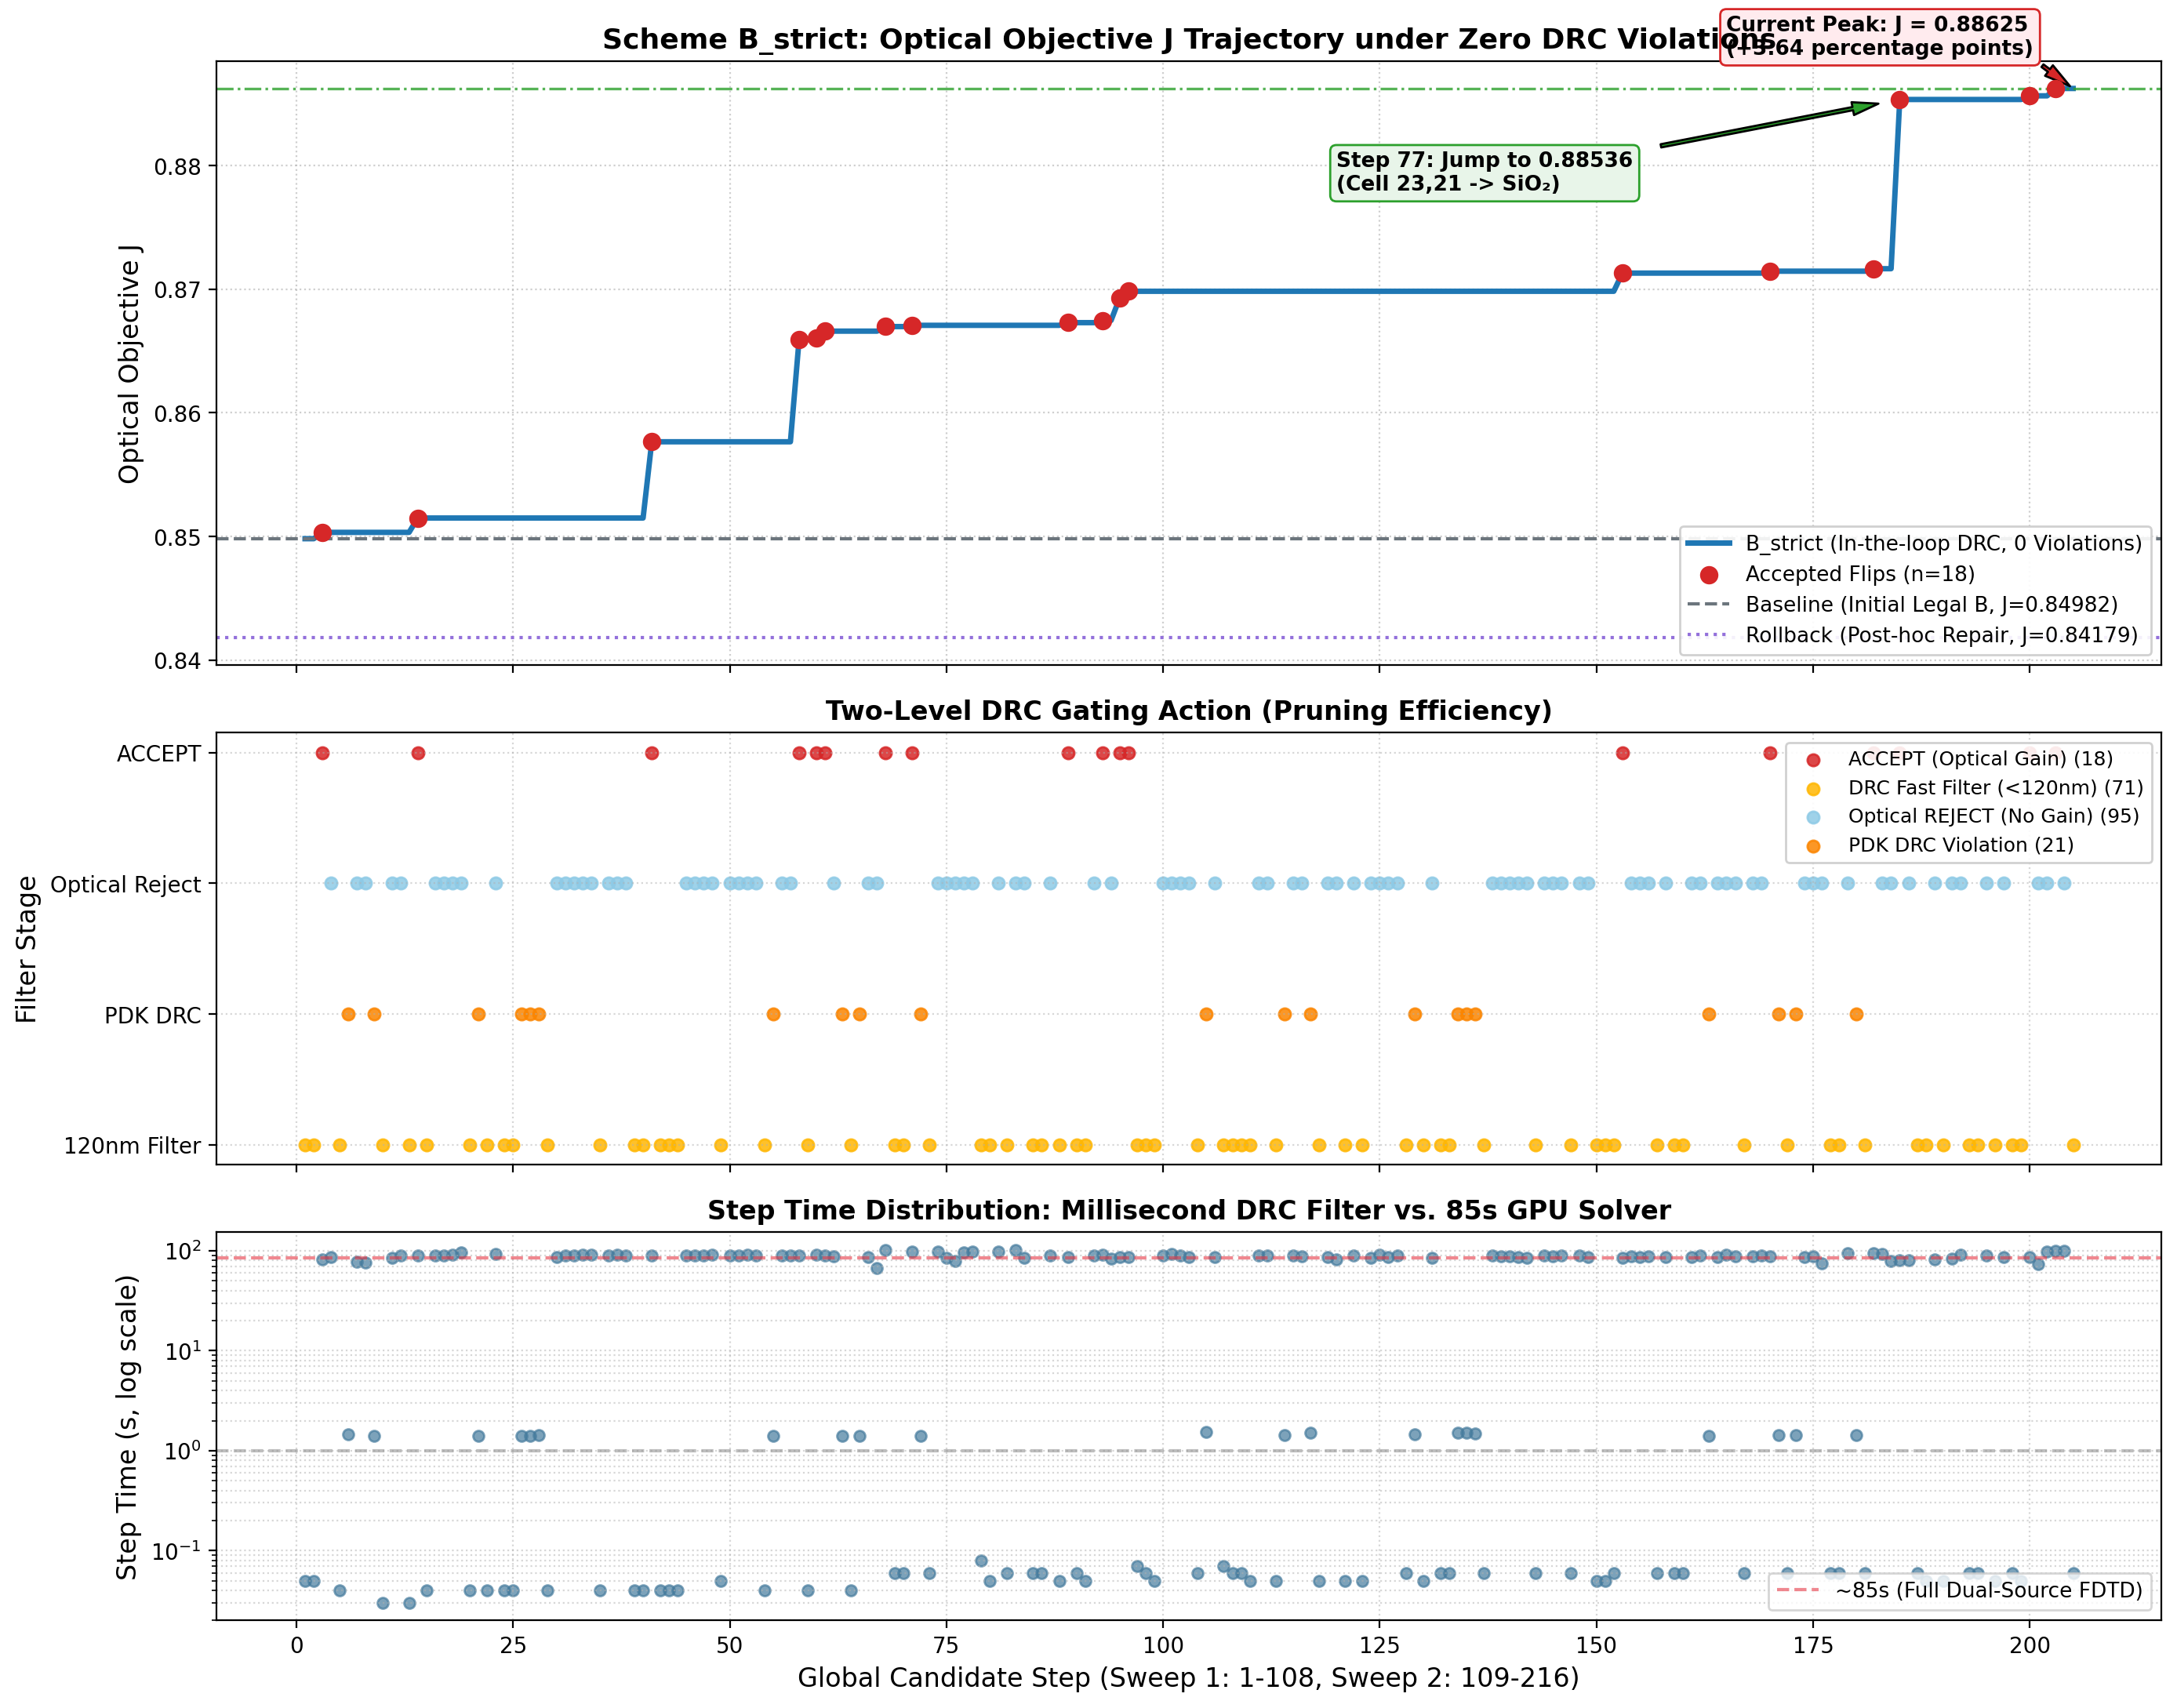 Scheme B_strict: Optical Objective J Trajectory under Zero DRC Violations
Current Peak: J = 0.88625
(+3.64 percentage points)
Step 77: Jump to 0.88536
(Cell 23,21 -> SiO₂)
Optical Objective J
0.88
0.87
0.86
0.85
0.84
B_strict (In-the-loop DRC, 0 Violations)
Accepted Flips (n=18)
Baseline (Initial Legal B, J=0.84982)
Rollback (Post-hoc Repair, J=0.84179)
Two-Level DRC Gating Action (Pruning Efficiency)
Filter Stage
ACCEPT
Optical Reject
PDK DRC
120nm Filter
ACCEPT (Optical Gain) (18)
DRC Fast Filter (<120nm) (71)
Optical REJECT (No Gain) (95)
PDK DRC Violation (21)
Step Time Distribution: Millisecond DRC Filter vs. 85s GPU Solver
Step Time (s, log scale)
10²
10¹
10⁰
10⁻¹
~85s (Full Dual-Source FDTD)
0 25 50 75 100 125 150 175 200
Global Candidate Step (Sweep 1: 1-108, Sweep 2: 109-216)